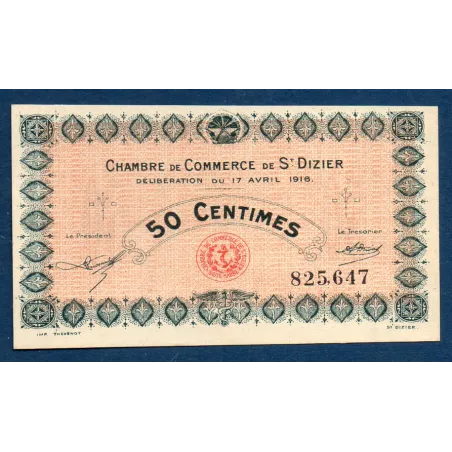 CHAMBRE DE COMMERCE DE ST DIZIER
DÉLIBÉRATION DU 17 AVRIL 1916.
50 CENTIMES
Le Président
Le Trésorier
825,647
IMP. THEVENOT
ST DIZIER.